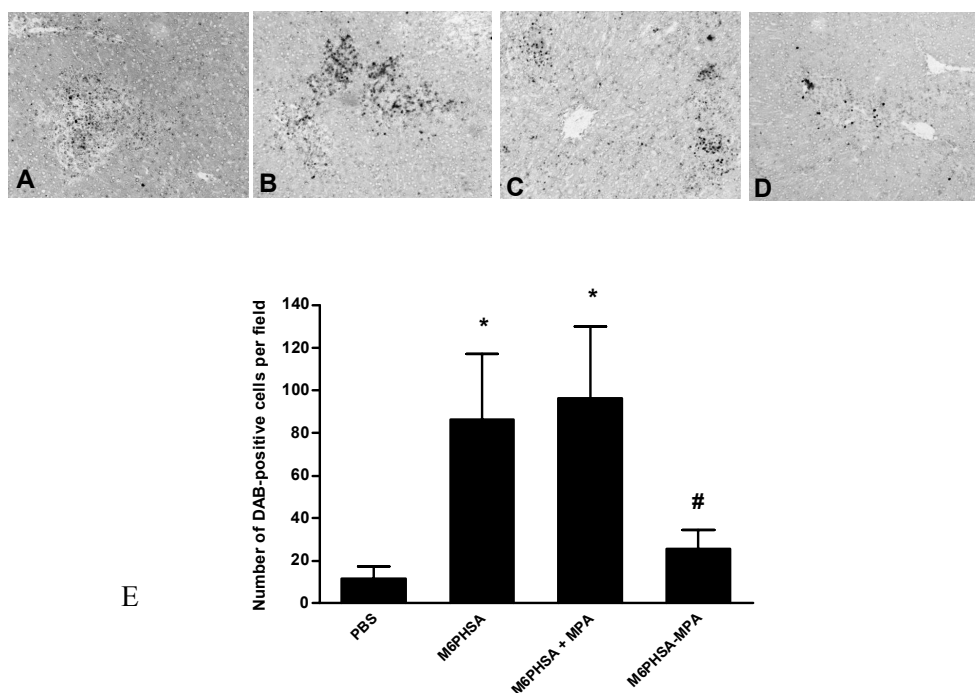 A
B
C
D
E
Number of DAB-positive cells per field
140
120
100
80
60
40
20
0
*
*
#
PBS
M6PHSA
M6PHSA + MPA
M6PHSA-MPA